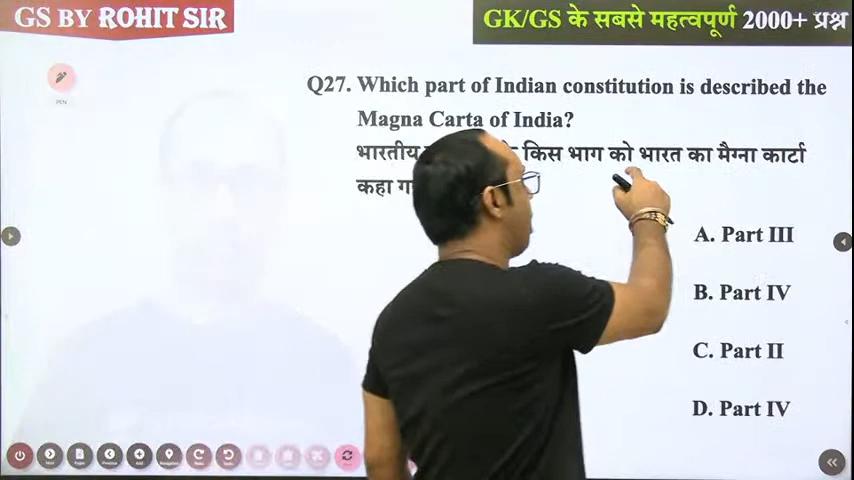 GS BY ROHIT SIR
GK/GS के सबसे महत्वपूर्ण 2000+ प्रश्न
Q27. Which part of Indian constitution is described the
Magna Carta of India?
भारतीय किस भाग को भारत का मैग्ना कार्टा
कहा
A. Part III
B. Part IV
C. Part II
D. Part IV
PEN